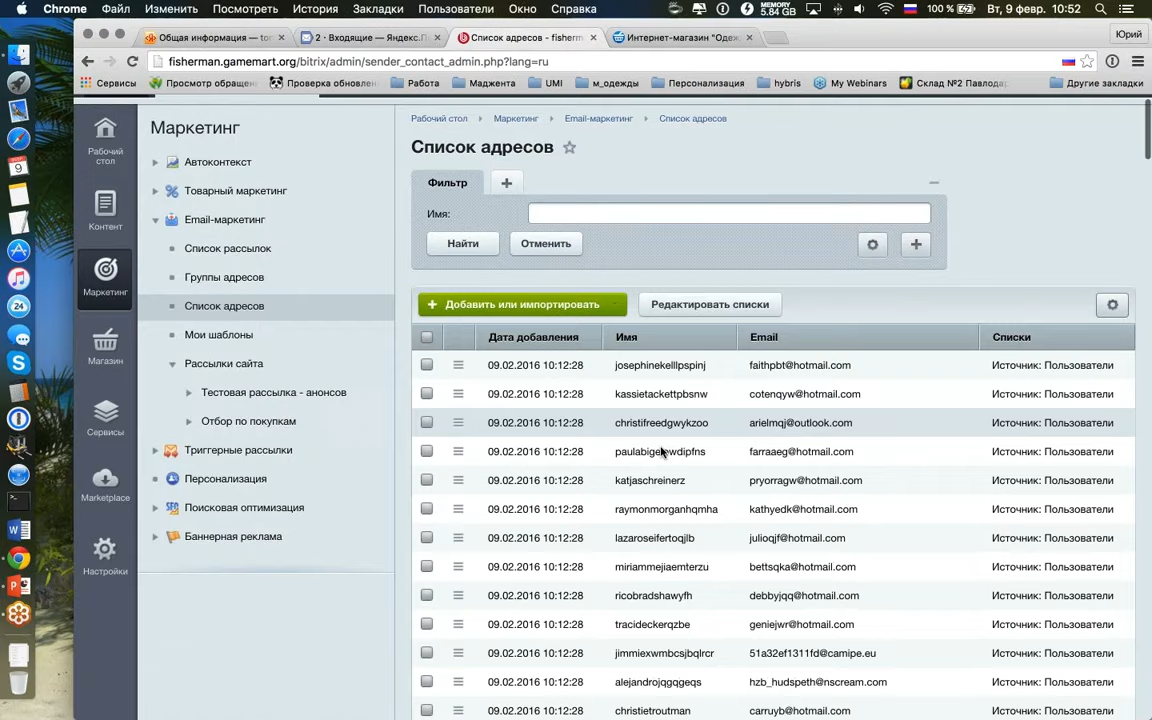 Chrome Файл Изменить Посмотреть История Закладки Люди Окно Справка MEMORY 5.84 GB 100 % Вт, 9 февр. 10:52
Общая информация — tor 2 · Входящие — Яндекс.П Список адресов - fisherm Интернет-магазин "Одеж Юрий
fisherman.gamemart.org/bitrix/admin/sender_contact_admin.php?lang=ru
Сервисы Просмотр обращен Проверка обновлен Работа Маджента UMI м_одежды Персонализация hybris My Webinars Склад №2 Павлодар Другие закладки
Рабочий стол
Контент
Маркетинг
Магазин
Сервисы
Marketplace
Настройки
24
9
Маркетинг
Автоконтекст
Товарный маркетинг
Email-маркетинг
Список рассылок
Группы адресов
Список адресов
Мои шаблоны
Рассылки сайта
Тестовая рассылка - анонсов
Отбор по покупкам
Триггерные рассылки
Персонализация
Поисковая оптимизация
Баннерная реклама
Рабочий стол Маркетинг Email-маркетинг Список адресов
Список адресов
Фильтр +
Имя:
Найти Отменить
+ Добавить или импортировать Редактировать списки
Дата добавления Имя Email Списки
09.02.2016 10:12:28 josephinekelllpspinj faithpbt@hotmail.com Источник: Пользователи
09.02.2016 10:12:28 kassietackettpbsnw cotenqyw@hotmail.com Источник: Пользователи
09.02.2016 10:12:28 christifreedgwykzoo arielmqj@outlook.com Источник: Пользователи
09.02.2016 10:12:28 farraaeg@hotmail.com Источник: Пользователи
09.02.2016 10:12:28 katjaschreinerz pryorragw@hotmail.com Источник: Пользователи
09.02.2016 10:12:28 raymonmorganhqmha kathyedk@hotmail.com Источник: Пользователи
09.02.2016 10:12:28 lazaroseifertoqjlb julioqjf@hotmail.com Источник: Пользователи
09.02.2016 10:12:28 miriammejiaemterzu bettsqka@hotmail.com Источник: Пользователи
09.02.2016 10:12:28 ricobradshawyfh debbyjqq@hotmail.com Источник: Пользователи
09.02.2016 10:12:28 tracideckerqzbe geniejwr@hotmail.com Источник: Пользователи
09.02.2016 10:12:28 jimmiexwmbcsjbqlrcr 51a32ef1311fd@camipe.eu Источник: Пользователи
09.02.2016 10:12:28 alejandrojqgqgeqs hzb_hudspeth@nscream.com Источник: Пользователи
09.02.2016 10:12:28 christietroutman carruyb@hotmail.com Источник: Пользователи